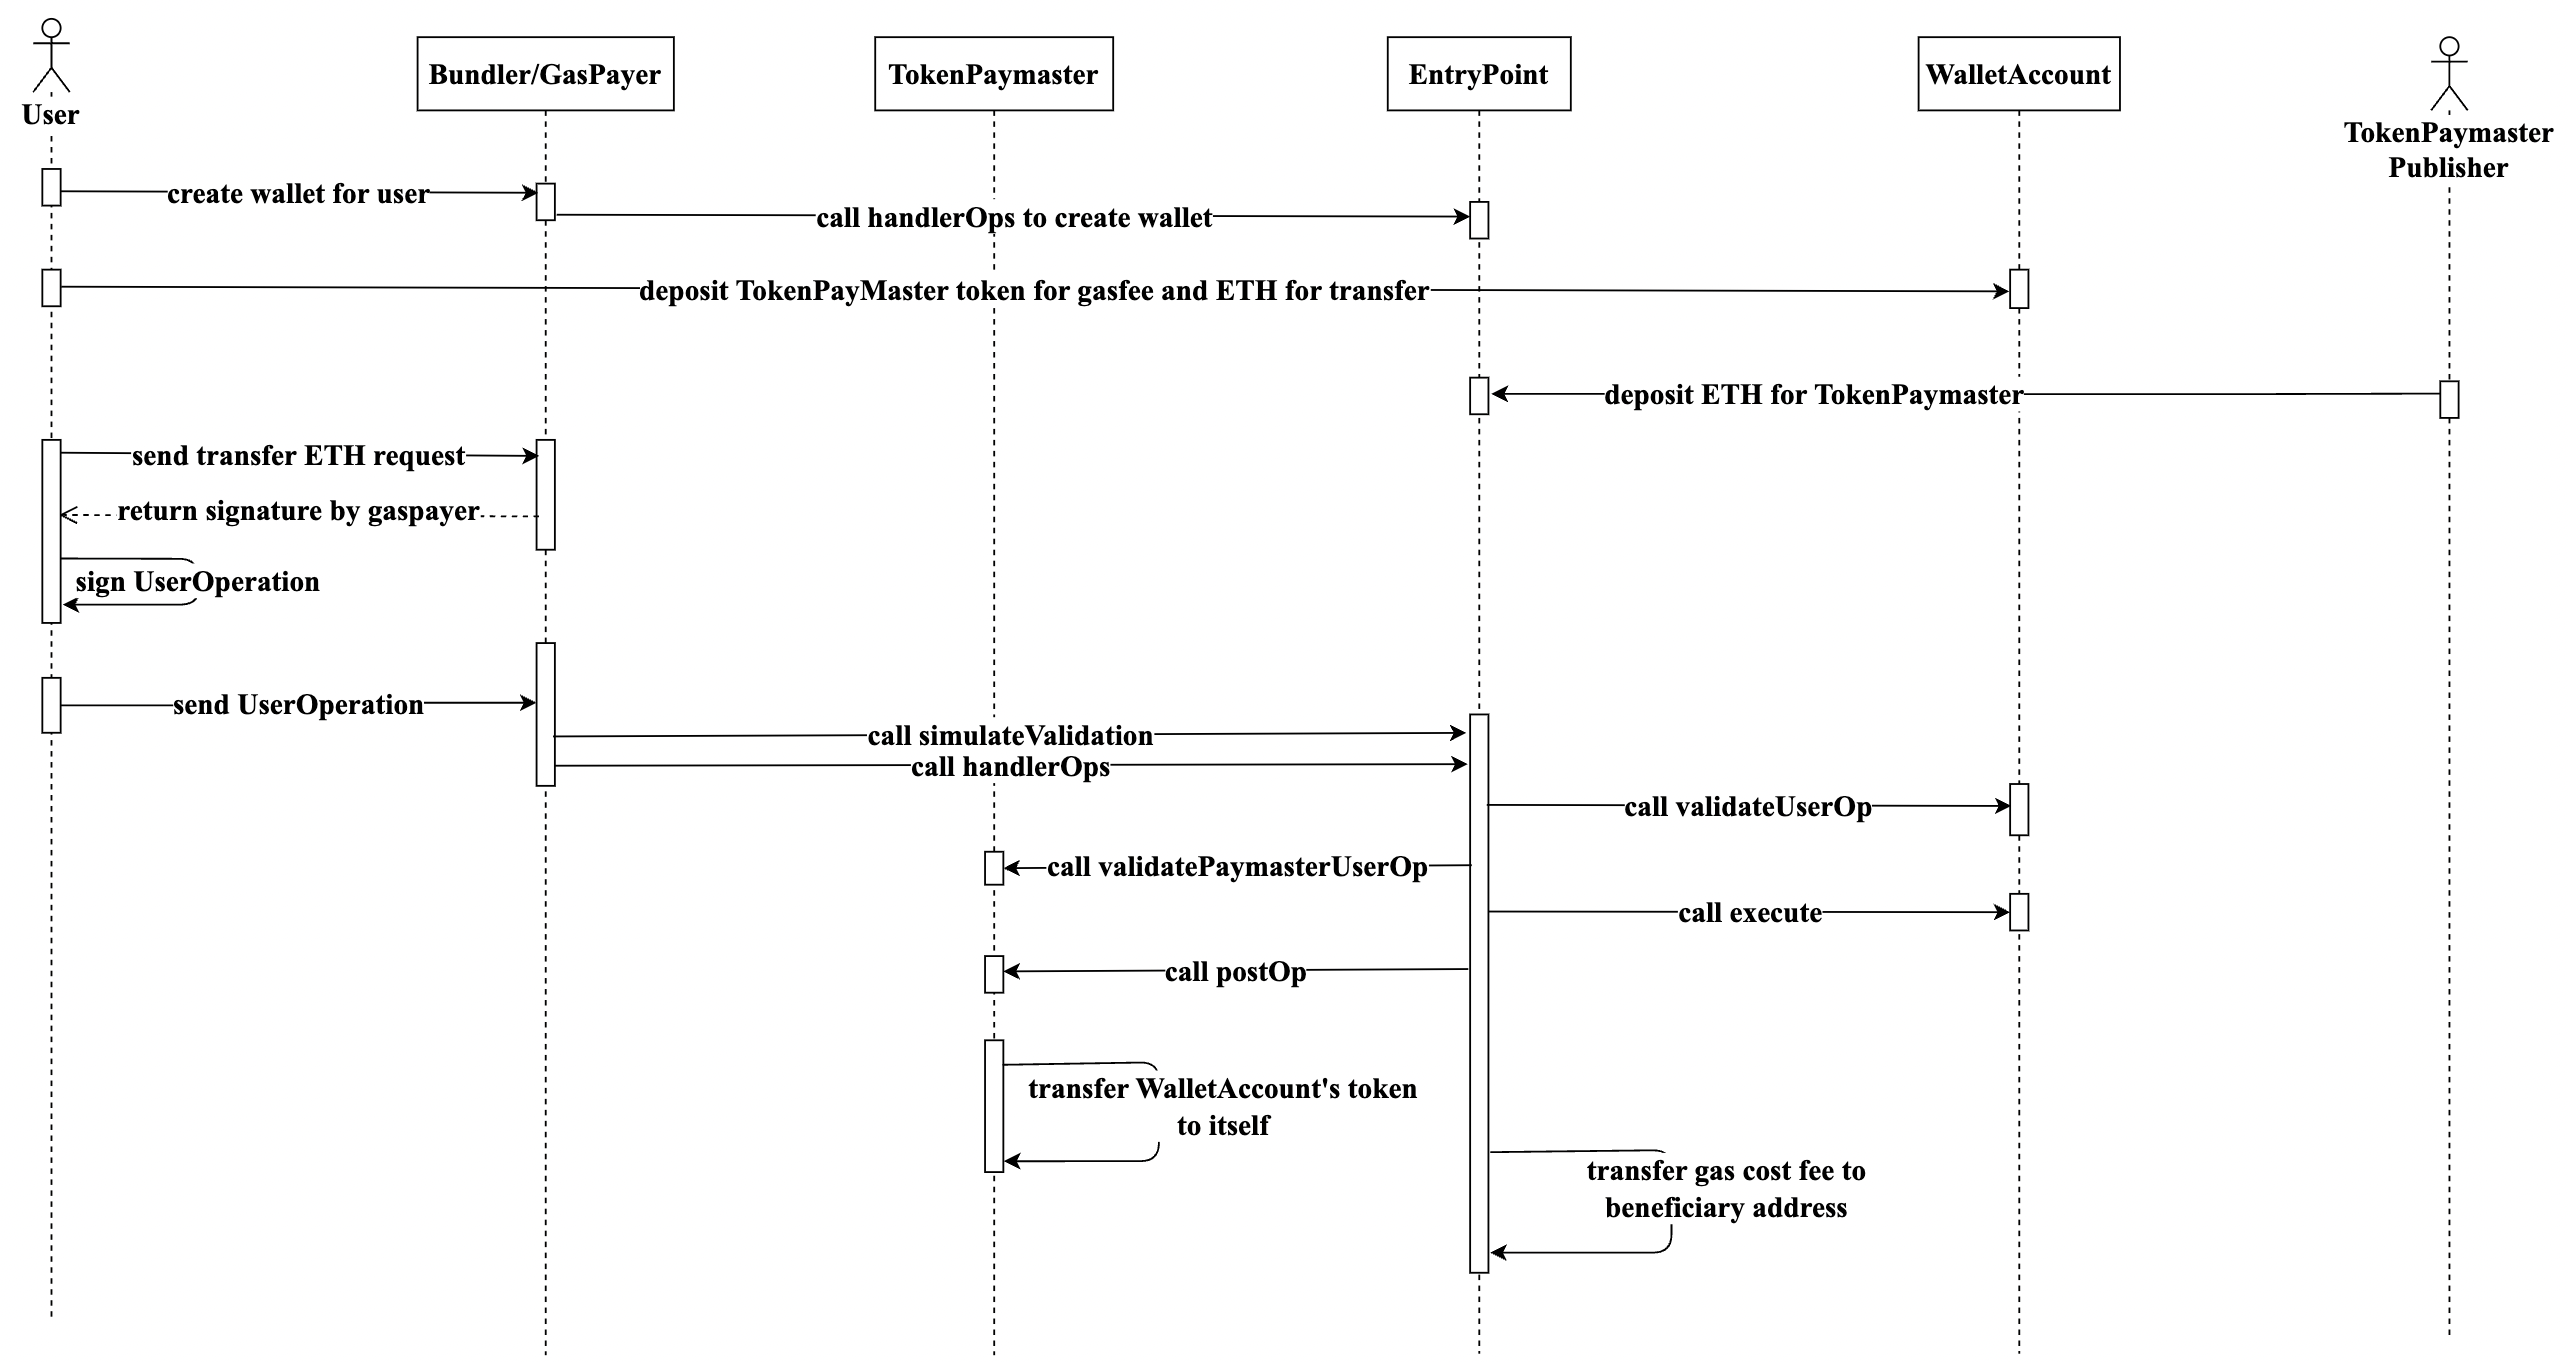 User
Bundler/GasPayer
TokenPaymaster
EntryPoint
WalletAccount
TokenPaymaster
Publisher
create wallet for user
call handlerOps to create wallet
deposit TokenPayMaster token for gasfee and ETH for transfer
deposit ETH for TokenPaymaster
send transfer ETH request
return signature by gaspayer
sign UserOperation
send UserOperation
call simulateValidation
call handlerOps
call validateUserOp
call validatePaymasterUserOp
call execute
call postOp
transfer WalletAccount's token
to itself
transfer gas cost fee to
beneficiary address